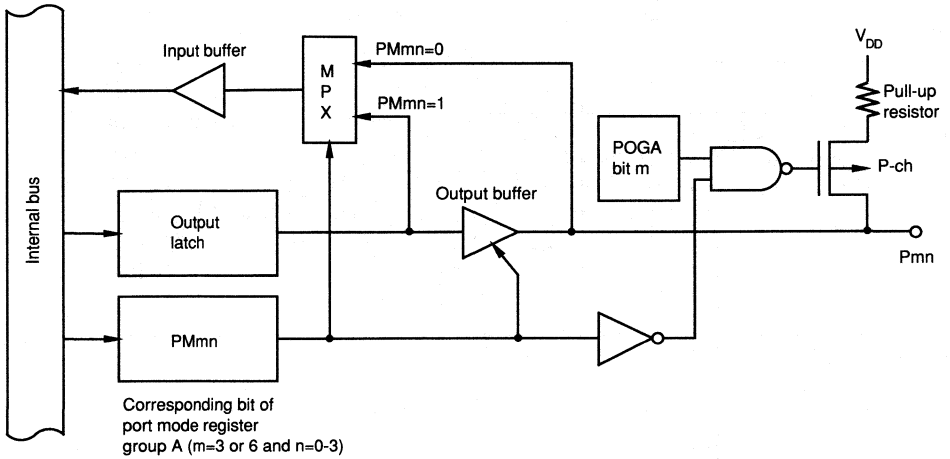 Internal bus
Input buffer
M
P
X
PMmn=0
PMmn=1
V_DD
Pull-up
resistor
POGA
bit m
P-ch
Output
latch
Output buffer
Pmn
PMmn
Corresponding bit of
port mode register
group A (m=3 or 6 and n=0-3)